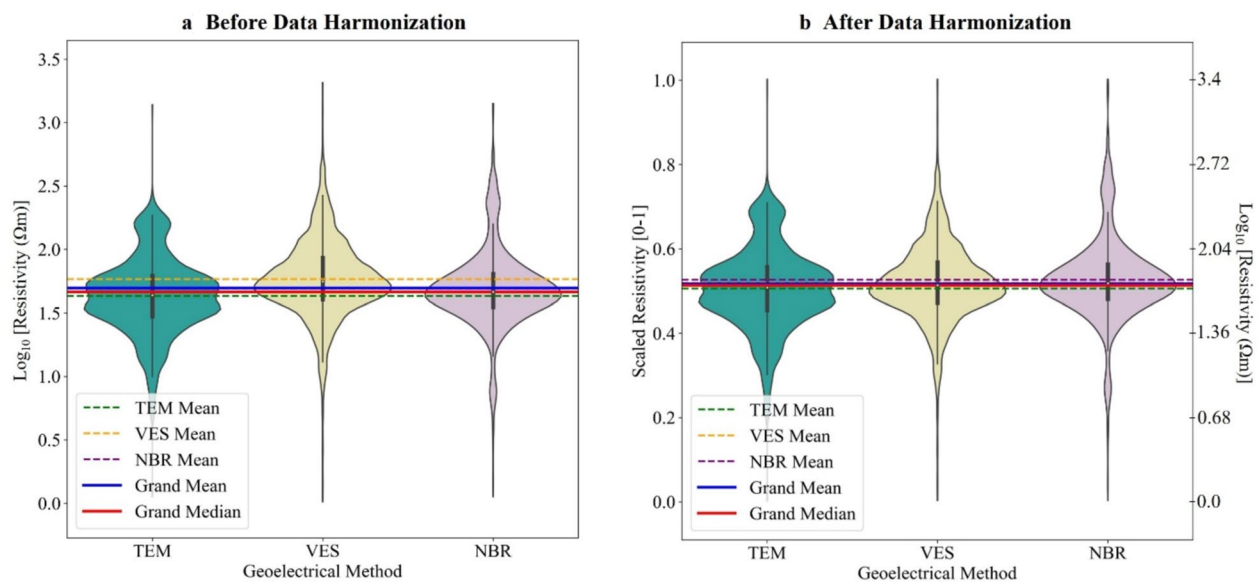 a Before Data Harmonization
Log10 [Resistivity (Ωm)]
3.5
3.0
2.5
2.0
1.5
1.0
0.5
0.0
TEM Mean
VES Mean
NBR Mean
Grand Mean
Grand Median
TEM
VES
NBR
Geoelectrical Method
b After Data Harmonization
Scaled Resistivity [0-1]
1.0
0.8
0.6
0.4
0.2
0.0
TEM Mean
VES Mean
NBR Mean
Grand Mean
Grand Median
TEM
VES
NBR
Geoelectrical Method
3.4
2.72
2.04
1.36
0.68
0.0
Log10 [Resistivity (Ωm)]